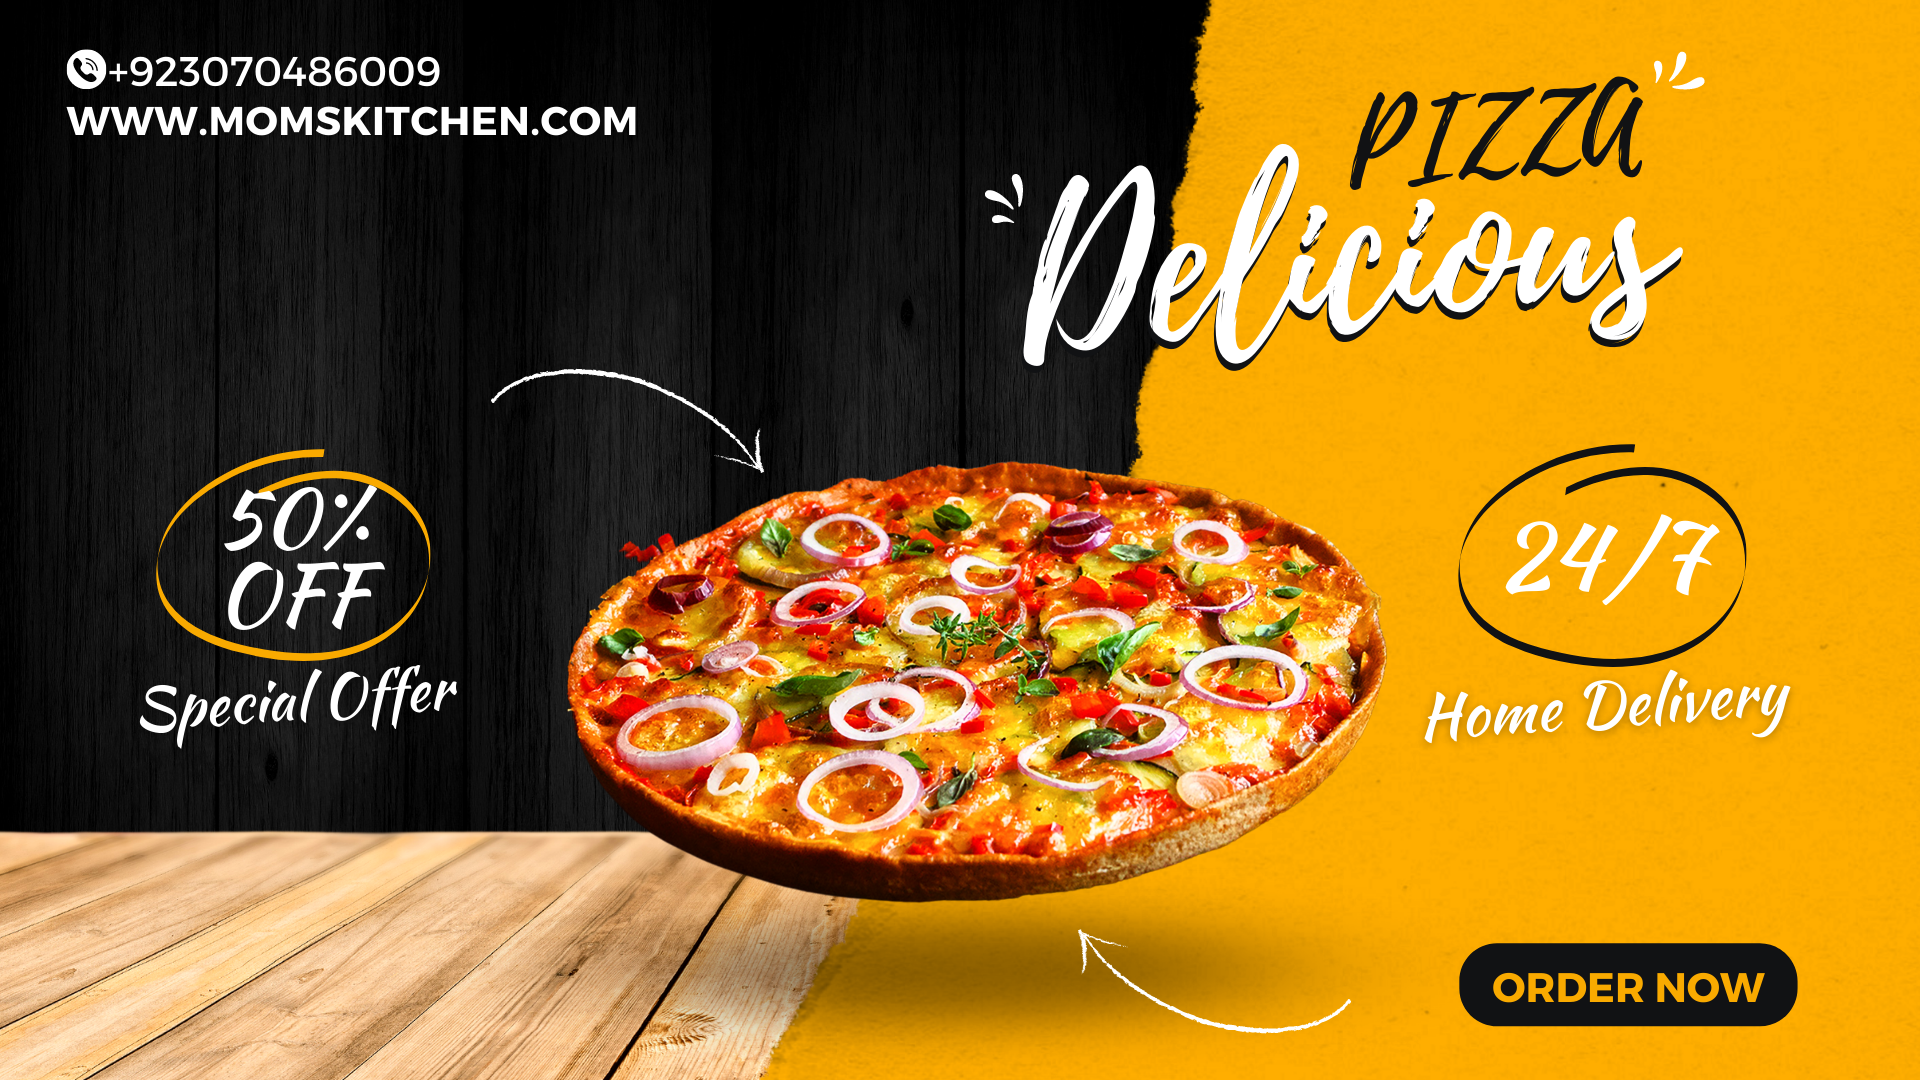 +923070486009
WWW.MOMSKITCHEN.COM
PIZZA
Delicious
50%
OFF
Special Offer
24/7
Home Delivery
ORDER NOW